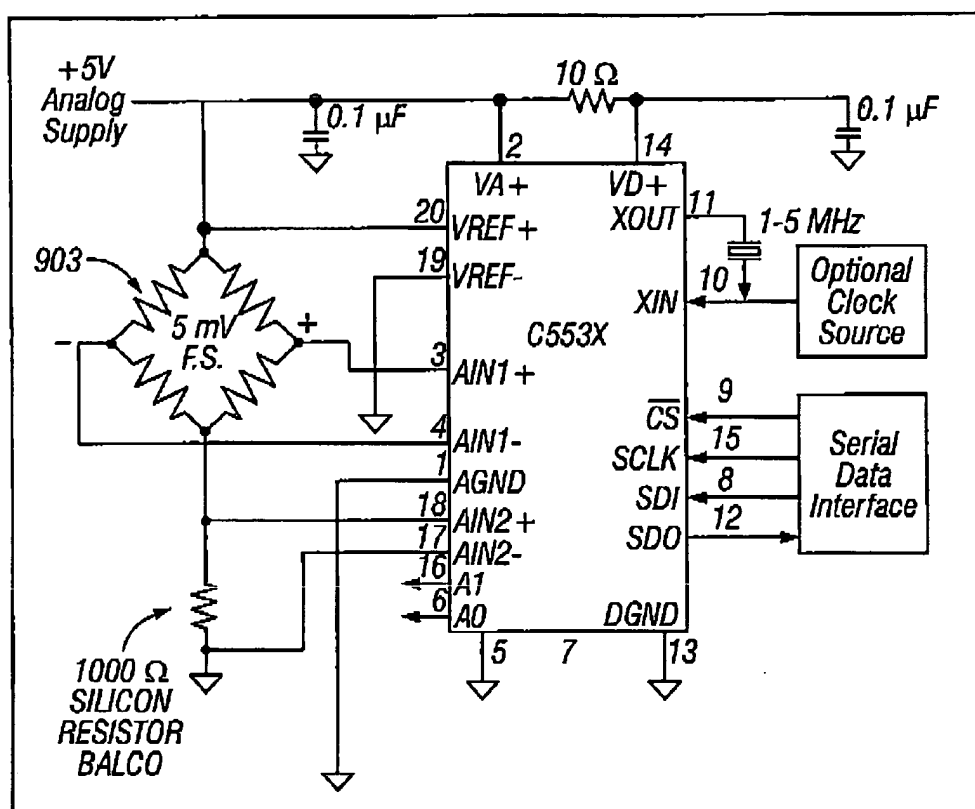 +5V
Analog
Supply
0.1 µF
10 Ω
0.1 µF
2
14
VA+
VD+
20
VREF+
XOUT
11
1-5 MHz
903
19
VREF-
10
XIN
Optional
Clock
Source
5 mV
F.S.
-
+
C553X
3
AIN1+
9
CS
4
AIN1-
15
SCLK
Serial
Data
Interface
1
AGND
8
SDI
18
AIN2+
12
SDO
17
AIN2-
16
A1
6
A0
DGND
5
7
13
1000 Ω
SILICON
RESISTOR
BALCO